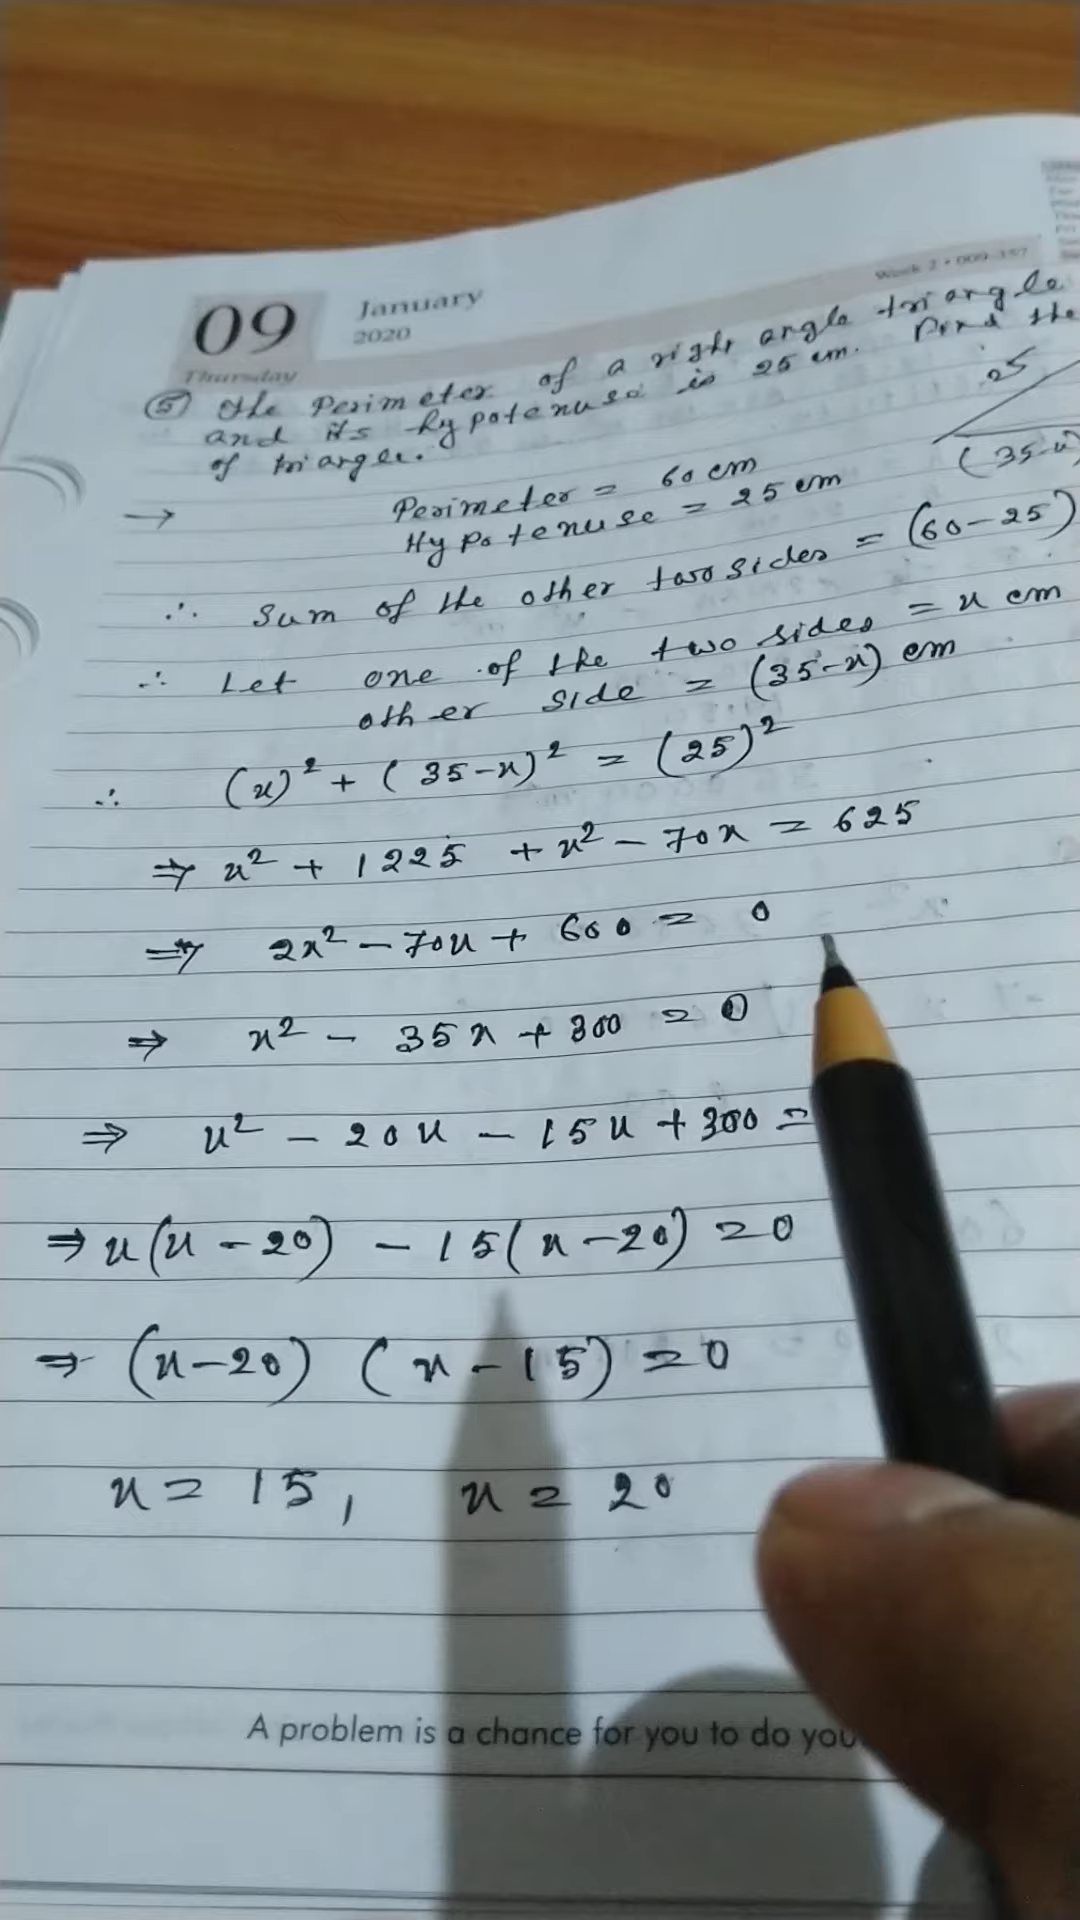 09
January
2020
Thursday
Week 2 • 009-357
(5) The Perimeter of a right angle triangle
and its hypotenuse is 25 cm. Find the
of triangle.
25
(35-x)
→ Perimeter = 60 cm
Hypotenuse = 25 cm
∴ Sum of the other two sides = (60-25)
∴ Let one of the two sides = x cm
other side = (35-x) cm
∴ (x)² + (35-x)² = (25)²
⇒ x² + 1225 + x² - 70x = 625
⇒ 2x² - 70x + 600 = 0
⇒ x² - 35x + 300 = 0
⇒ x² - 20x - 15x + 300 =
⇒ x(x-20) - 15(x-20) = 0
⇒ (x-20) (x-15) = 0
x = 15, x = 20
A problem is a chance for you to do you